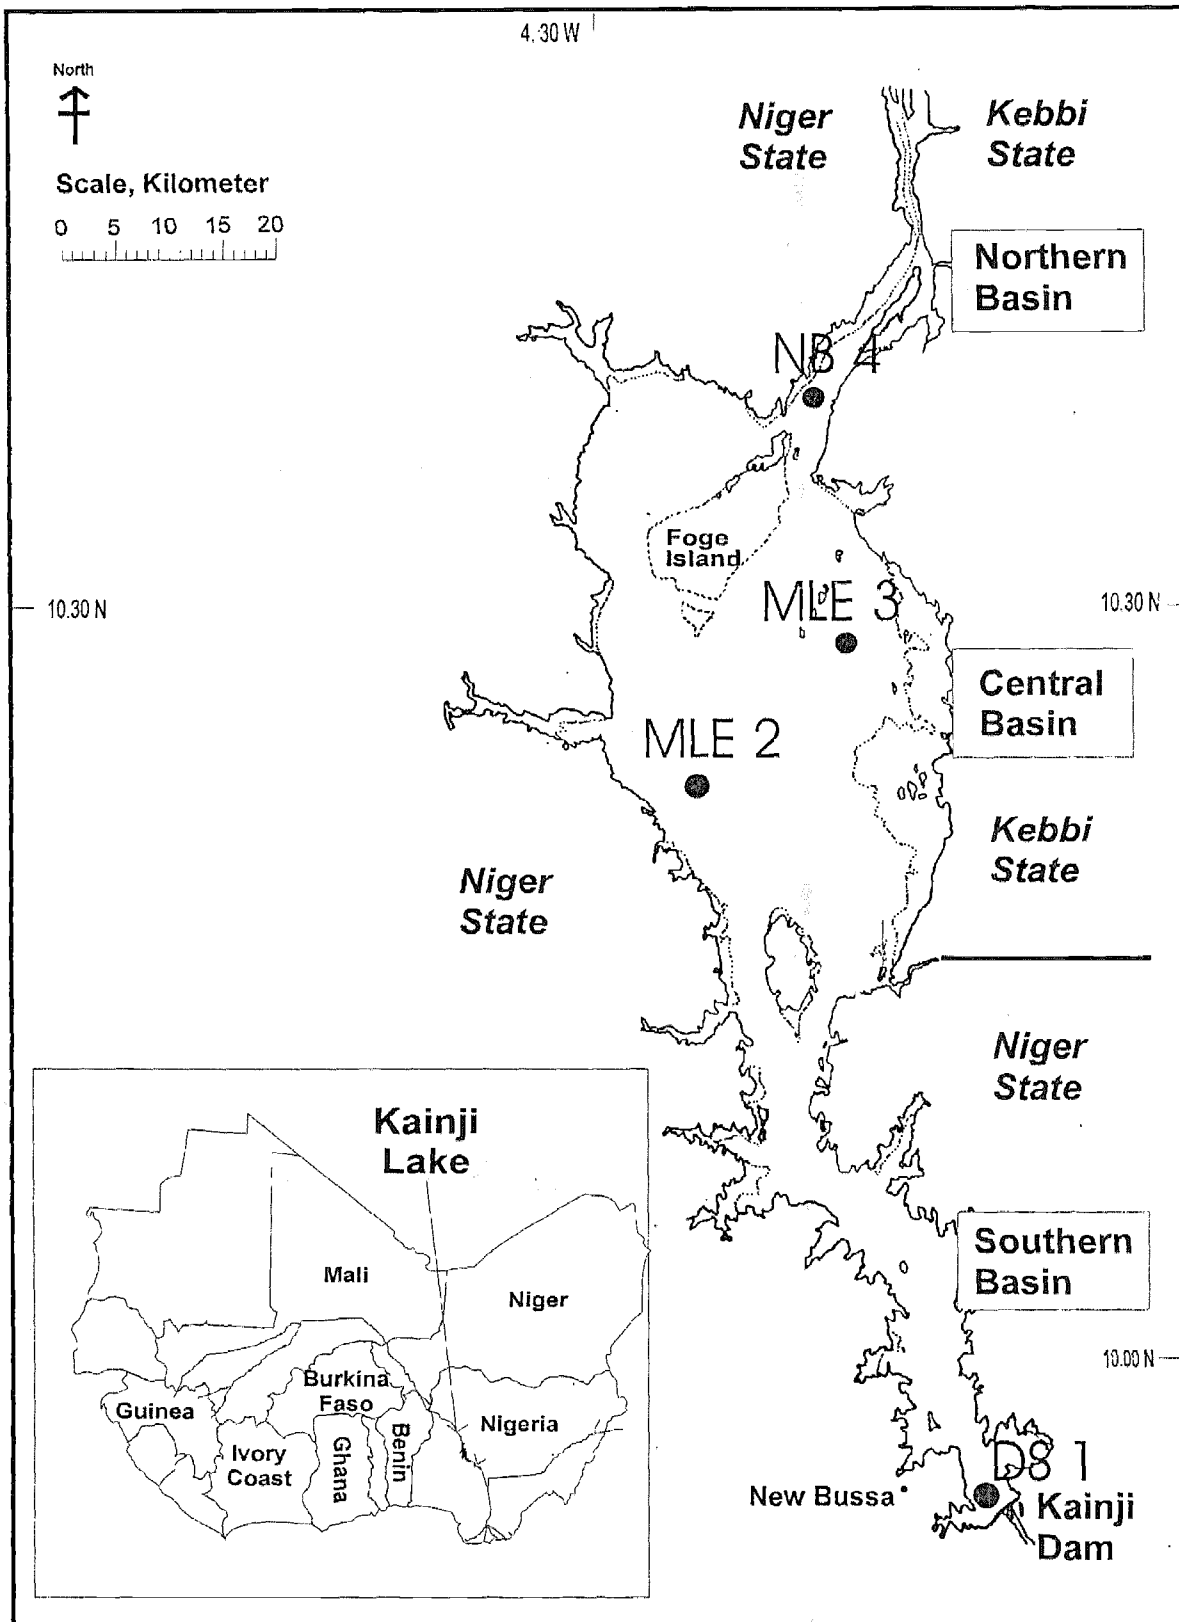 4.30 W
North
Scale, Kilometer
0 5 10 15 20
Niger
State
Kebbi
State
Northern
Basin
NB 4
Foge
Island
MLE 3
10.30 N
10.30 N
Central
Basin
MLE 2
Kebbi
State
Niger
State
Niger
State
Kainji
Lake
Mali
Niger
Burkina
Faso
Guinea
Ivory
Coast
Ghana
Benin
Nigeria
Southern
Basin
10.00 N
DS 1
New Bussa
Kainji
Dam